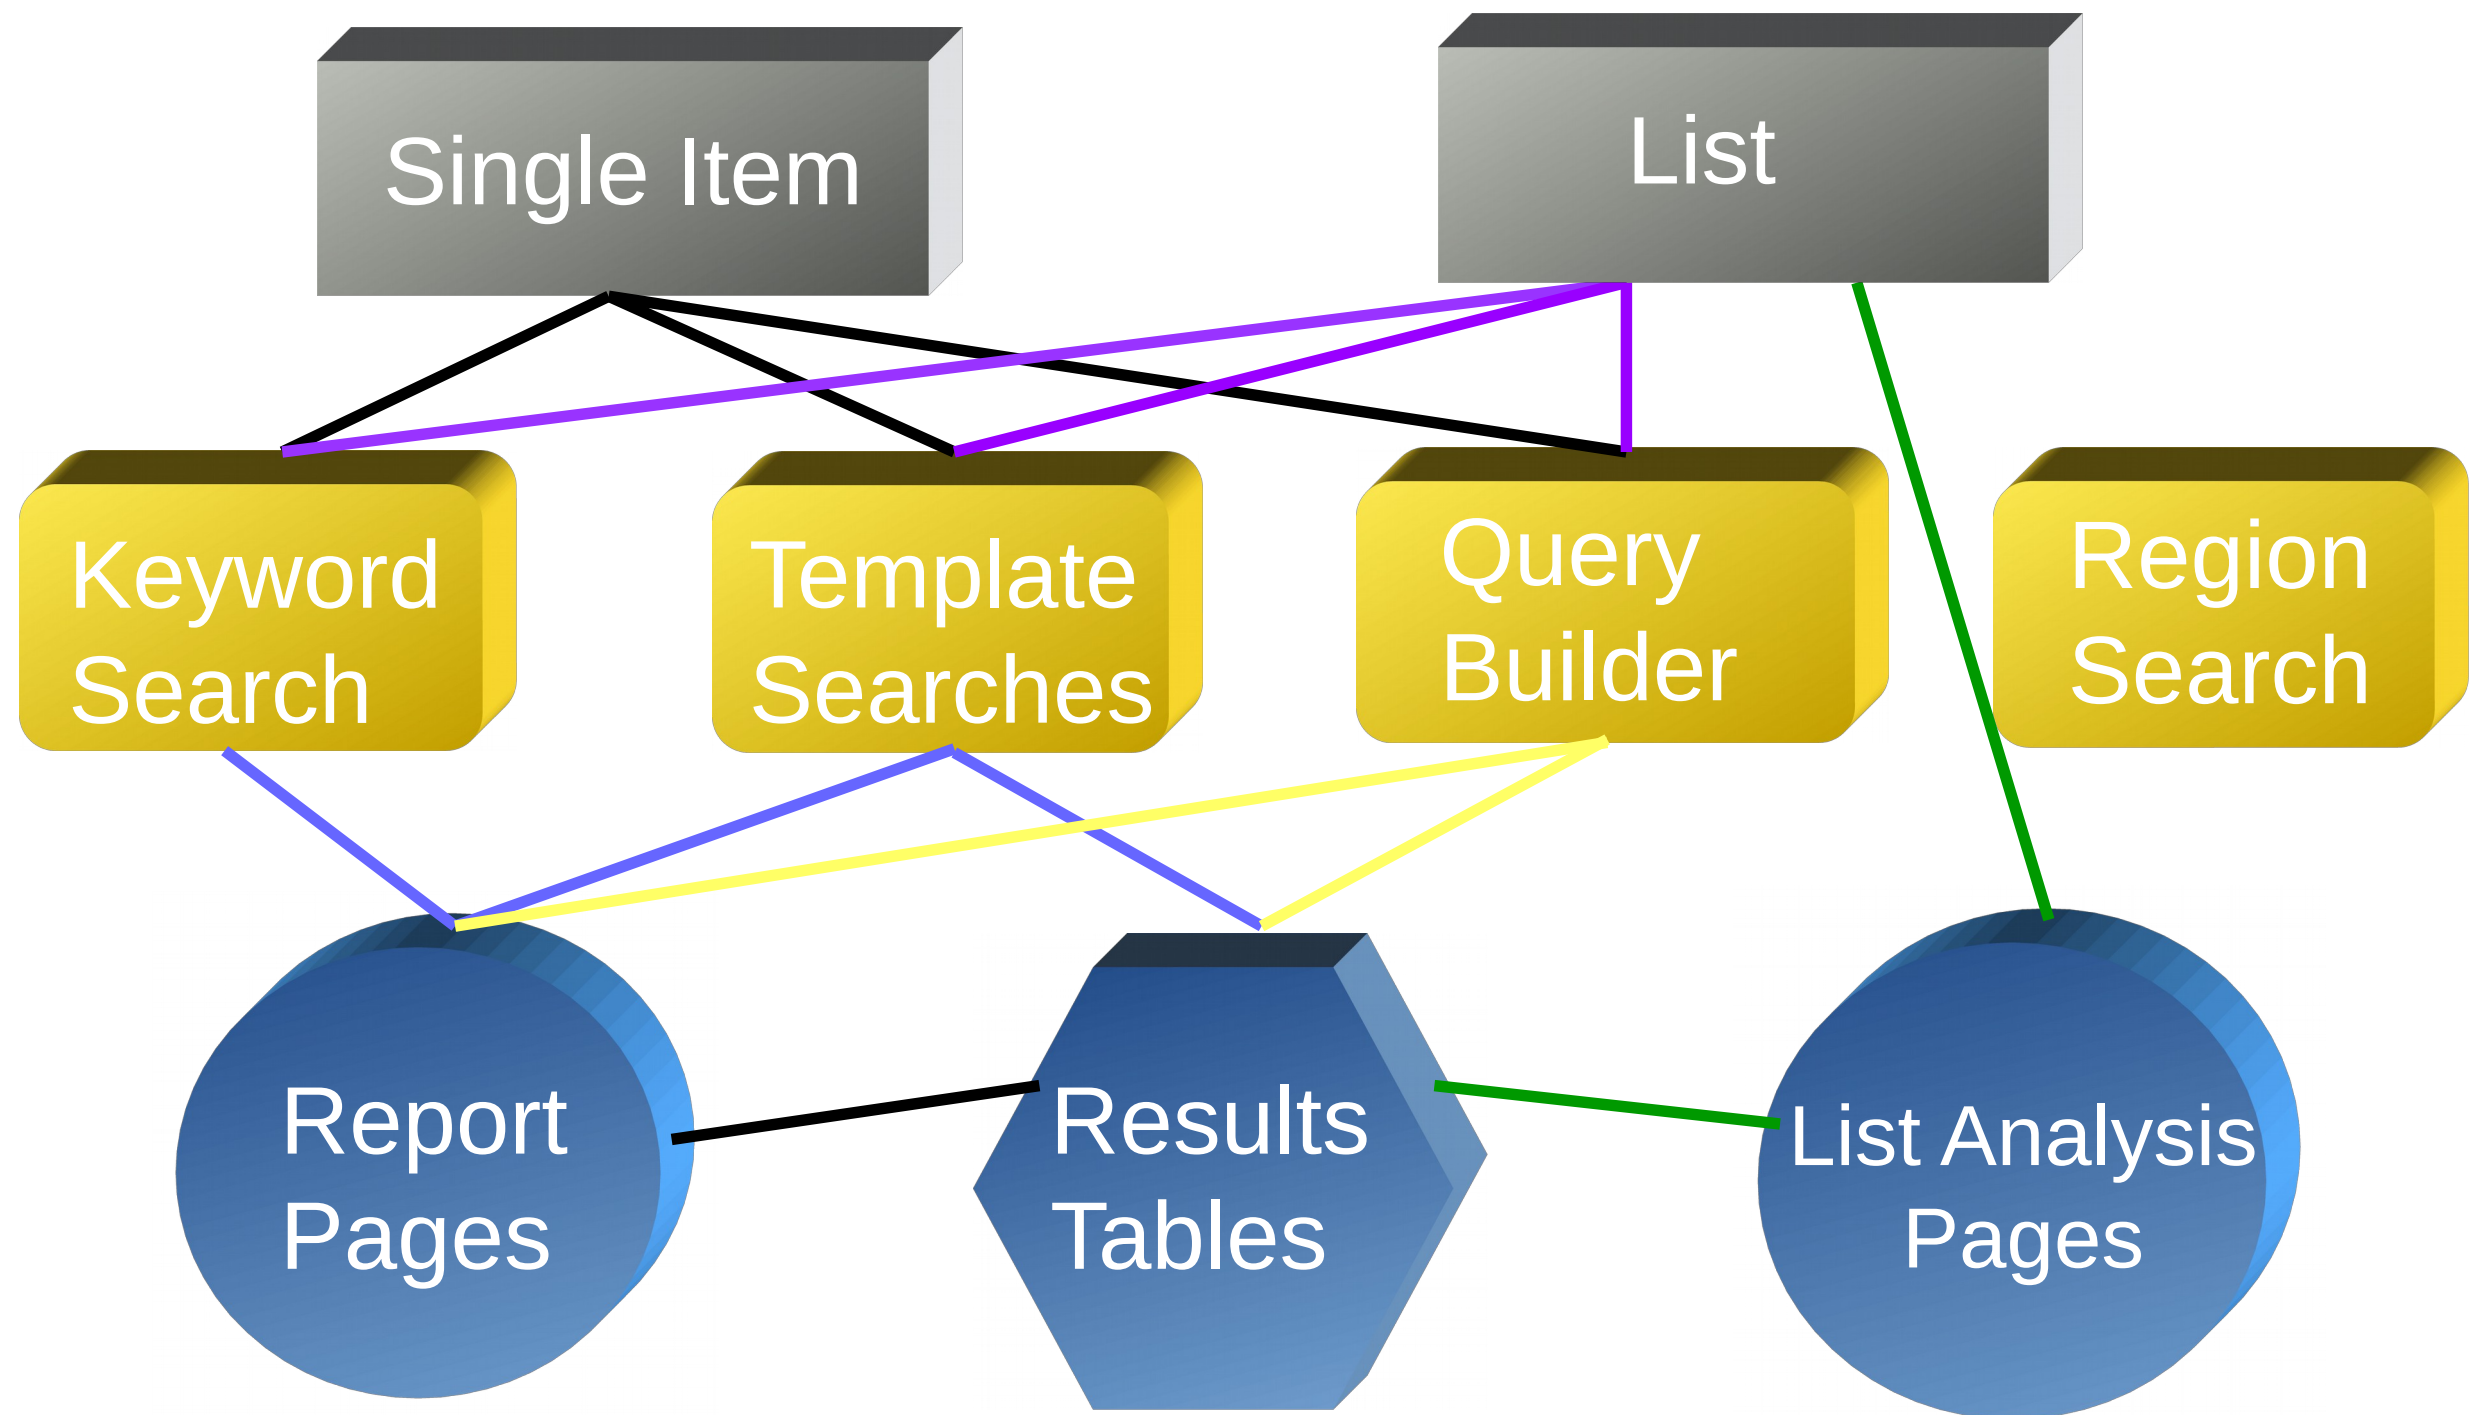 Single Item
List
Keyword
Search
Template
Searches
Query
Builder
Region
Search
Report
Pages
Results
Tables
List Analysis
Pages